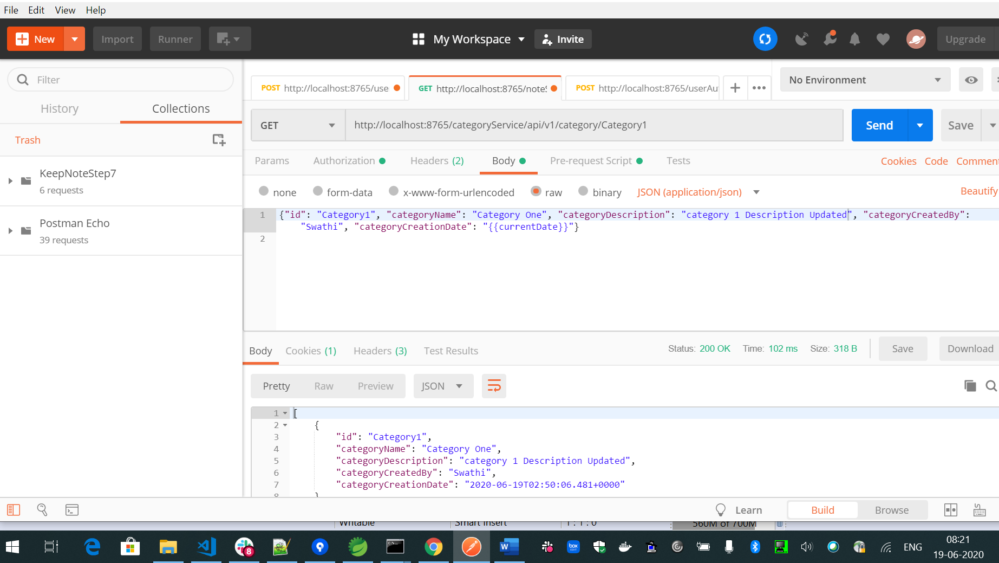 File Edit View Help
New Import Runner My Workspace Invite Upgrade
Filter
History Collections
Trash
KeepNoteStep7
6 requests
Postman Echo
39 requests
POST http://localhost:8765/use GET http://localhost:8765/note POST http://localhost:8765/userAu
No Environment
GET http://localhost:8765/categoryService/api/v1/category/Category1 Send Save
Params Authorization Headers (2) Body Pre-request Script Tests Cookies Code Comment
none form-data x-www-form-urlencoded raw binary JSON (application/json) Beautify
1 {"id": "Category1", "categoryName": "Category One", "categoryDescription": "category 1 Description Updated", "categoryCreatedBy":
"Swathi", "categoryCreationDate": "{{currentDate}}"}
2
Body Cookies (1) Headers (3) Test Results Status: 200 OK Time: 102 ms Size: 318 B Save Download
Pretty Raw Preview JSON
1 [
2 {
3 "id": "Category1",
4 "categoryName": "Category One",
5 "categoryDescription": "category 1 Description Updated",
6 "categoryCreatedBy": "Swathi",
7 "categoryCreationDate": "2020-06-19T02:50:06.481+0000"
8 }
Learn Build Browse
Writable Smart Insert 1 : 1 : 0 560M of 700M
8 box EDIT ENG 08:21
19-06-2020